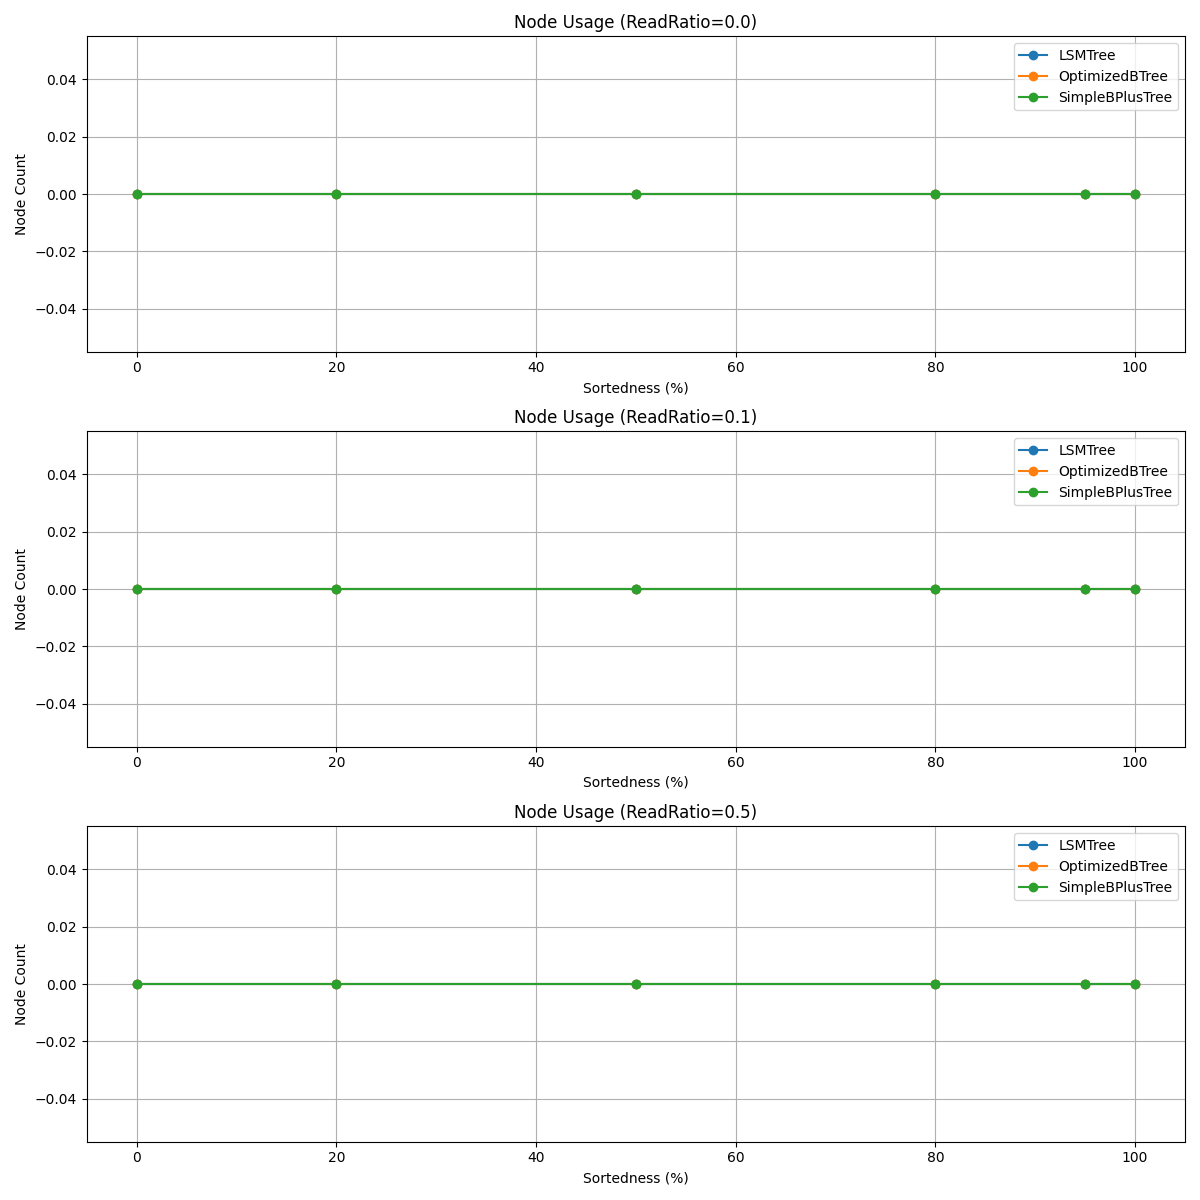 Node Usage (ReadRatio=0.0)
LSMTree
OptimizedBTree
SimpleBPlusTree
Node Count
0.04
0.02
0.00
−0.02
−0.04
0 20 40 60 80 100
Sortedness (%)
Node Usage (ReadRatio=0.1)
LSMTree
OptimizedBTree
SimpleBPlusTree
Node Count
0.04
0.02
0.00
−0.02
−0.04
0 20 40 60 80 100
Sortedness (%)
Node Usage (ReadRatio=0.5)
LSMTree
OptimizedBTree
SimpleBPlusTree
Node Count
0.04
0.02
0.00
−0.02
−0.04
0 20 40 60 80 100
Sortedness (%)